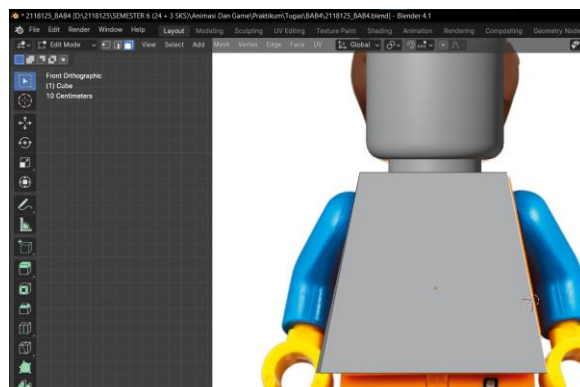 * 2118125_BAB4 [D:\2118125\SEMESTER 6 (24 + 3 SKS)\Animasi Dan Game\Praktikum\Tugas\BAB4\2118125_BAB4.blend] - Blender 4.1
File Edit Render Window Help Layout Modeling Sculpting UV Editing Texture Paint Shading Animation Rendering Compositing Geometry Node
Edit Mode View Select Add Mesh Vertex Edge Face UV Global
Front Orthographic
(1) Cube
10 Centimeters